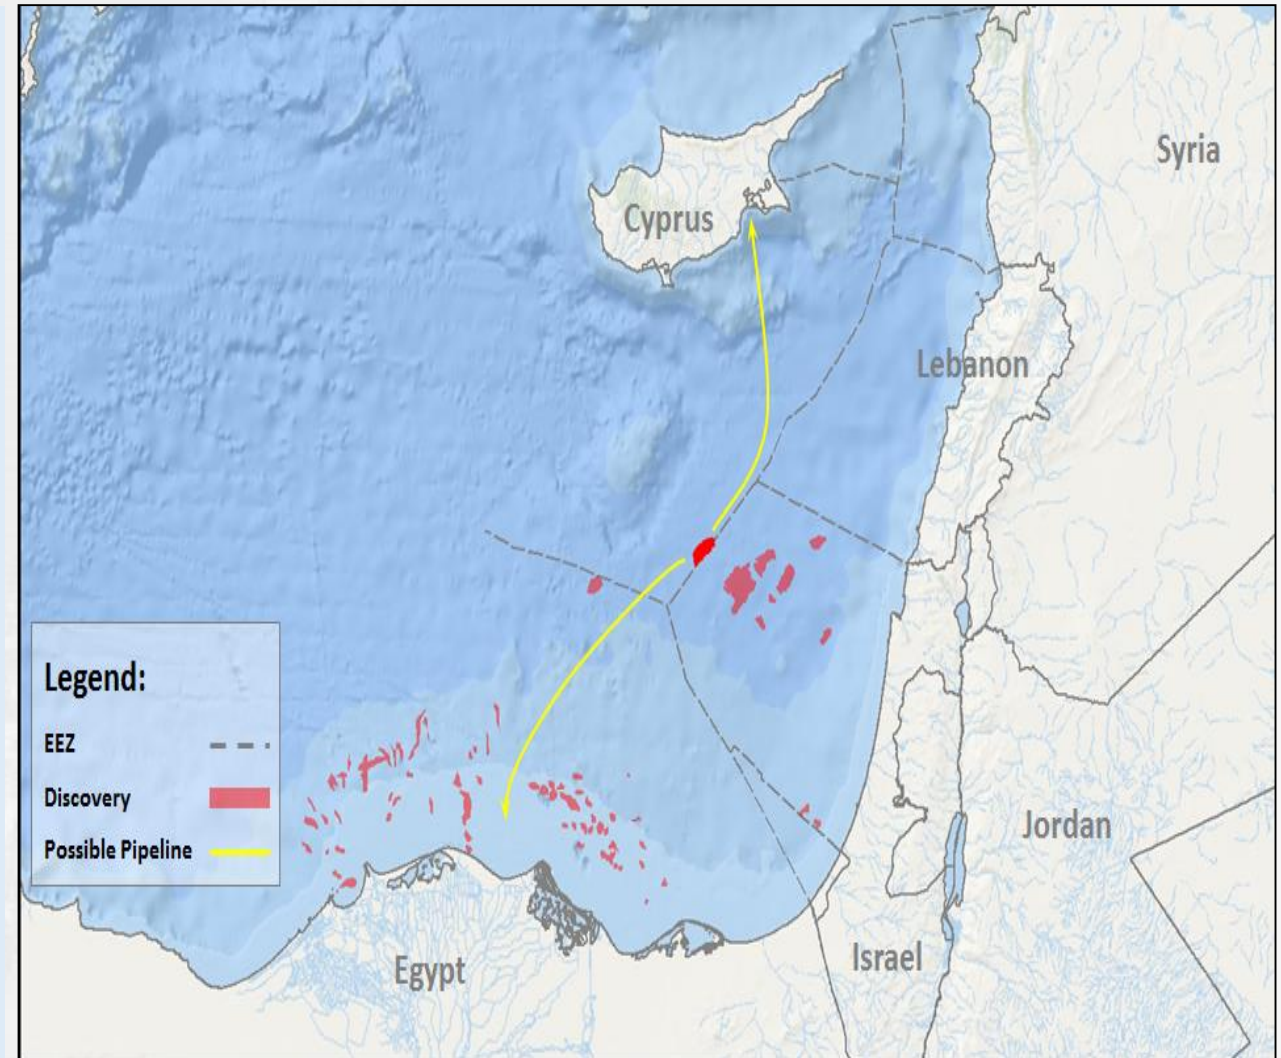 Syria
Cyprus
Lebanon
Legend:
EEZ
Discovery
Possible Pipeline
Jordan
Israel
Egypt